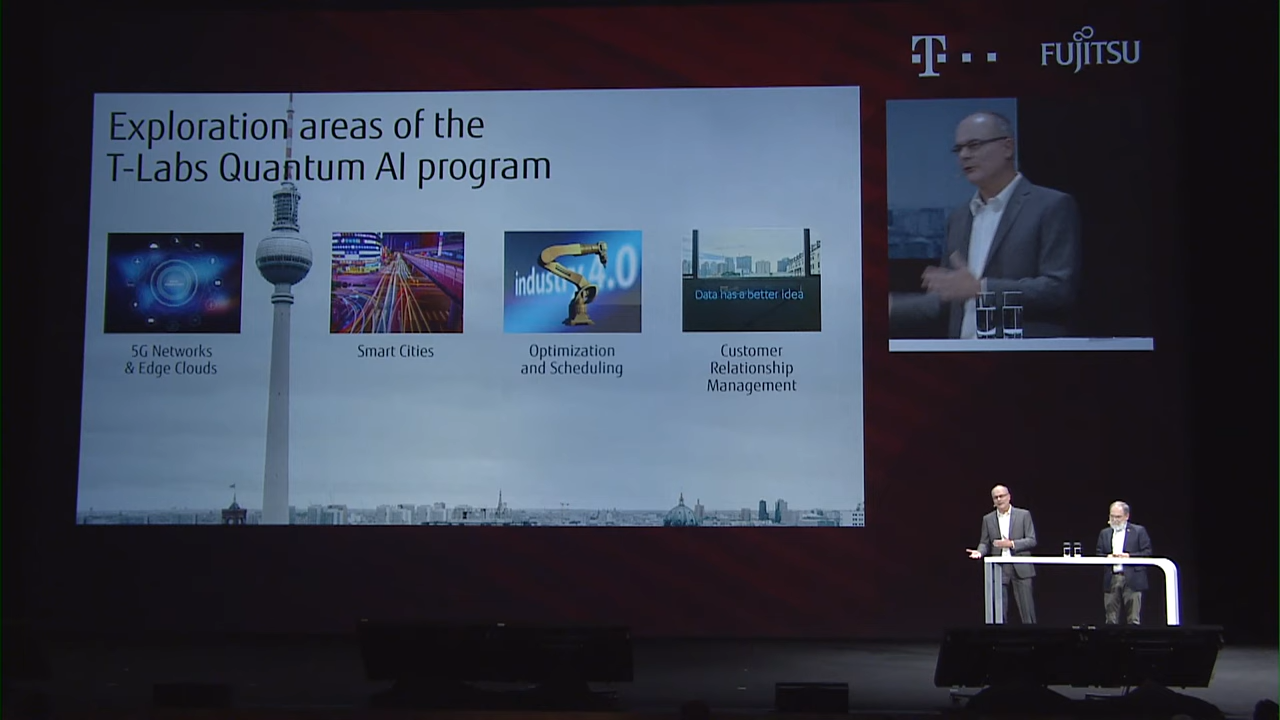 T
FUJITSU
Exploration areas of the
T-Labs Quantum AI program
industry 4.0
Data has a better idea
5G Networks
& Edge Clouds
Smart Cities
Optimization
and Scheduling
Customer
Relationship
Management